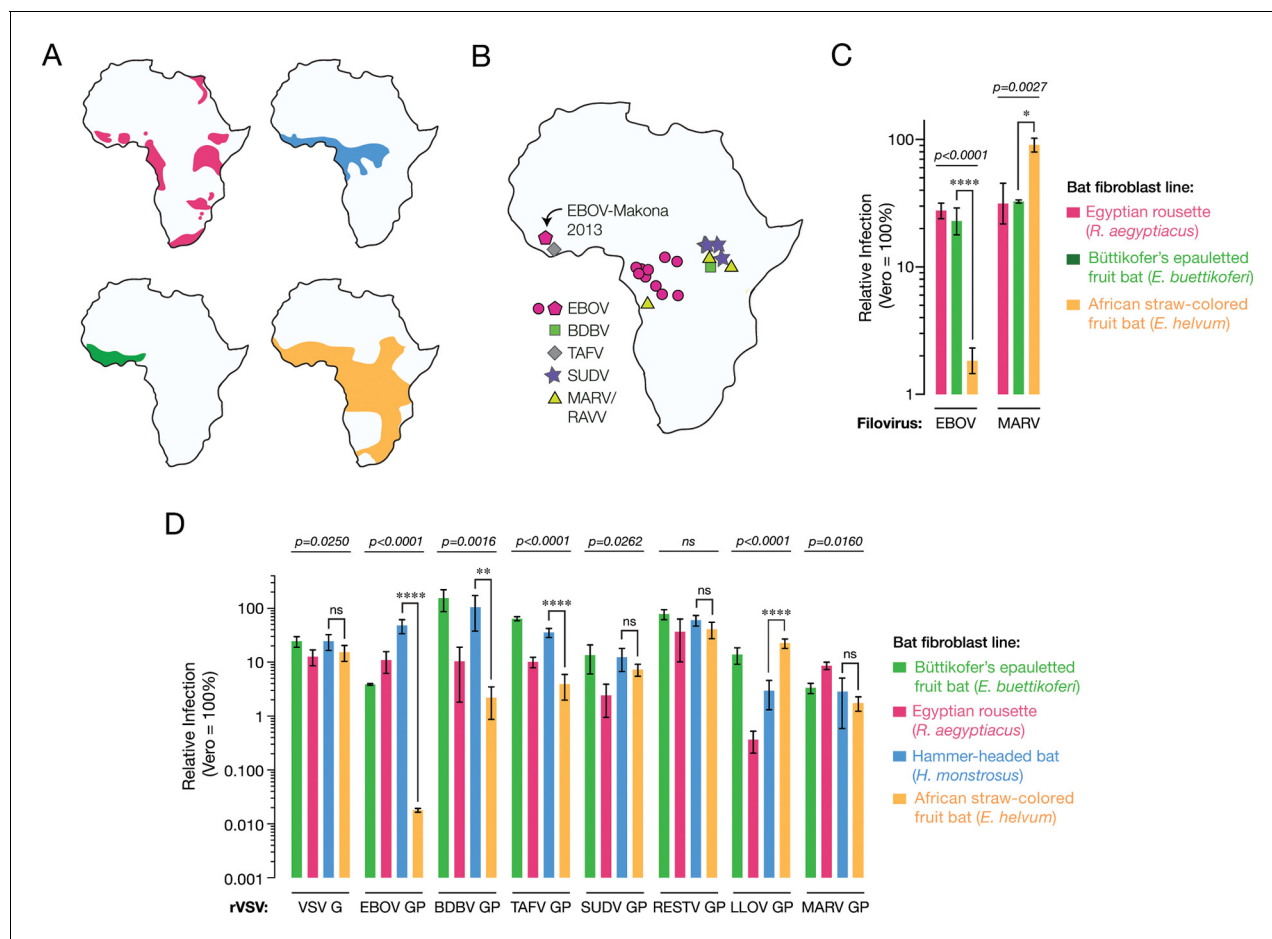 A
B
C
EBOV-Makona
2013
EBOV
BDBV
TAFV
SUDV
MARV/
RAVV
p=0.0027
*
p<0.0001
****
100
10
1
Relative Infection
(Vero = 100%)
Filovirus: EBOV MARV
Bat fibroblast line:
Egyptian rousette
(R. aegyptiacus)
Büttikofer's epauletted
fruit bat (E. buettikoferi)
African straw-colored
fruit bat (E. helvum)
D
p=0.0250 p<0.0001 p=0.0016 p<0.0001 p=0.0262 ns p<0.0001 p=0.0160
ns **** ** **** ns ns **** ns
100
10
1
0.100
0.010
0.001
Relative Infection
(Vero = 100%)
rVSV: VSV G EBOV GP BDBV GP TAFV GP SUDV GP RESTV GP LLOV GP MARV GP
Bat fibroblast line:
Büttikofer's epauletted
fruit bat (E. buettikoferi)
Egyptian rousette
(R. aegyptiacus)
Hammer-headed bat
(H. monstrosus)
African straw-colored
fruit bat (E. helvum)